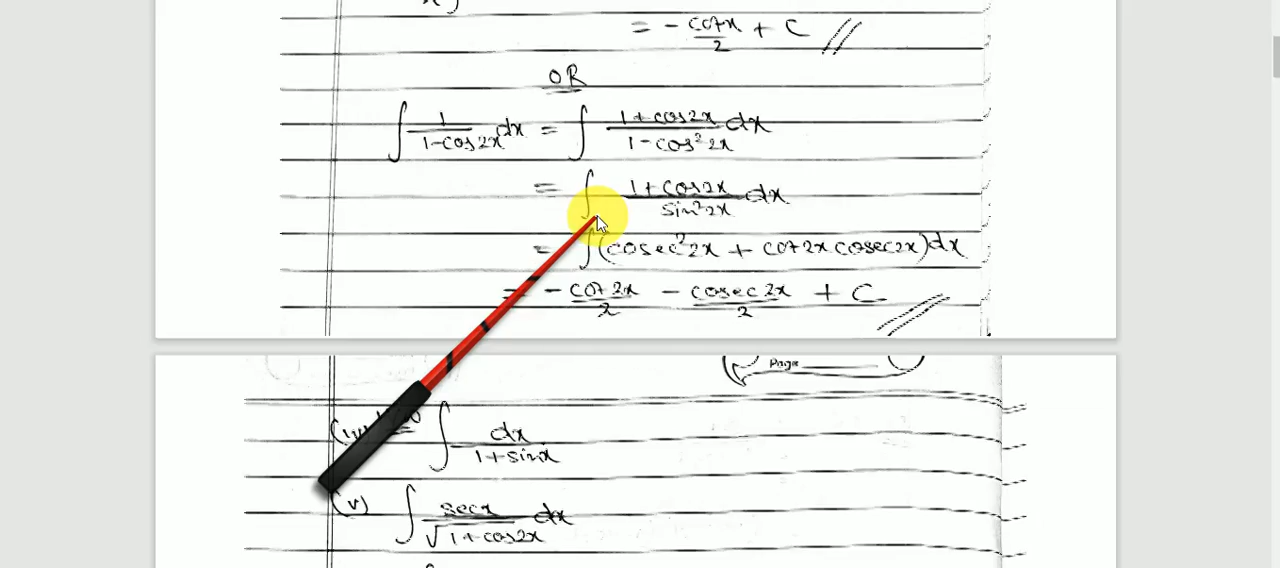 = -cotx/2 + C //
OR
∫ 1/(1-cos2x) dx = ∫ (1+cos2x)/(1-cos²2x) dx
= ∫ (1+cos2x)/(sin²2x) dx
= ∫(cosec²2x + cot2x cosec2x)dx
= -cot2x/2 - cosec2x/2 + C //
Page
∫ dx/(1+sinx)
(v) ∫ secx/√(1+cos2x) dx